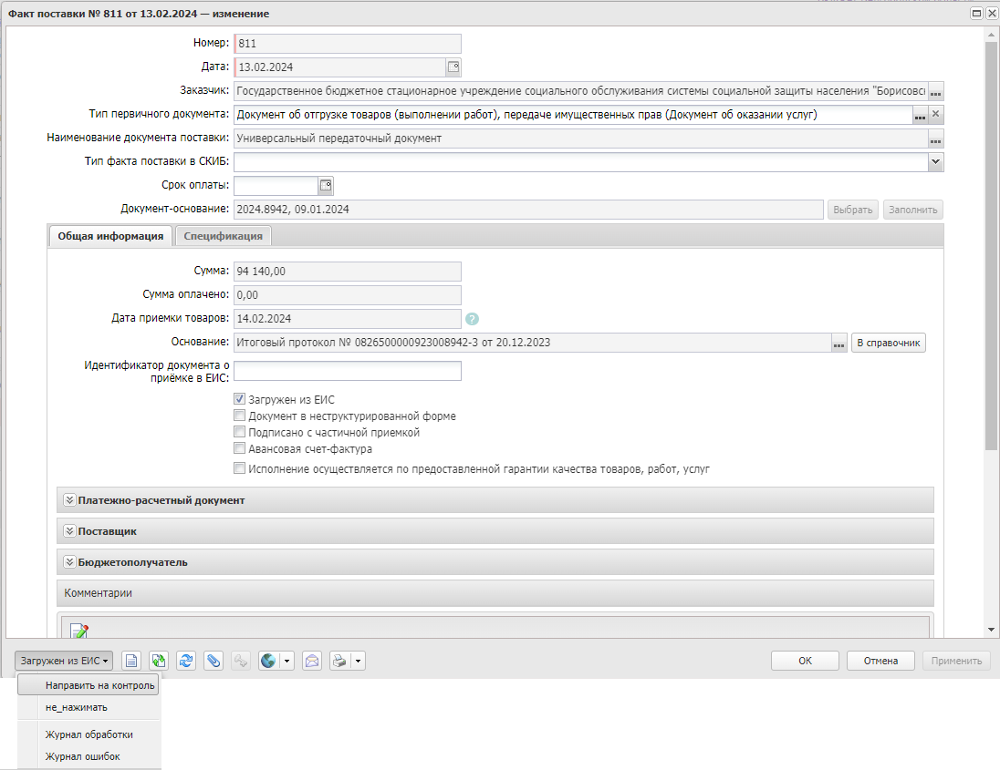 Факт поставки № 811 от 13.02.2024 — изменение
Номер: 811
Дата: 13.02.2024
Заказчик: Государственное бюджетное стационарное учреждение социального обслуживания системы социальной защиты населения "Борисовс
Тип первичного документа: Документ об отгрузке товаров (выполнении работ), передаче имущественных прав (Документ об оказании услуг)
Наименование документа поставки: Универсальный передаточный документ
Тип факта поставки в СКИБ:
Срок оплаты:
Документ-основание: 2024.8942, 09.01.2024 Выбрать Заполнить
Общая информация Спецификация
Сумма: 94 140,00
Сумма оплачено: 0,00
Дата приемки товаров: 14.02.2024 ?
Основание: Итоговый протокол № 0826500000923008942-3 от 20.12.2023 ... В справочник
Идентификатор документа о
приёмке в ЕИС:
Загружен из ЕИС
Документ в неструктурированной форме
Подписано с частичной приемкой
Авансовая счет-фактура
Исполнение осуществляется по предоставленной гарантии качества товаров, работ, услуг
Платежно-расчетный документ
Поставщик
Бюджетополучатель
Комментарии
Загружен из ЕИС ОК Отмена Применить
Направить на контроль
не_нажимать
Журнал обработки
Журнал ошибок